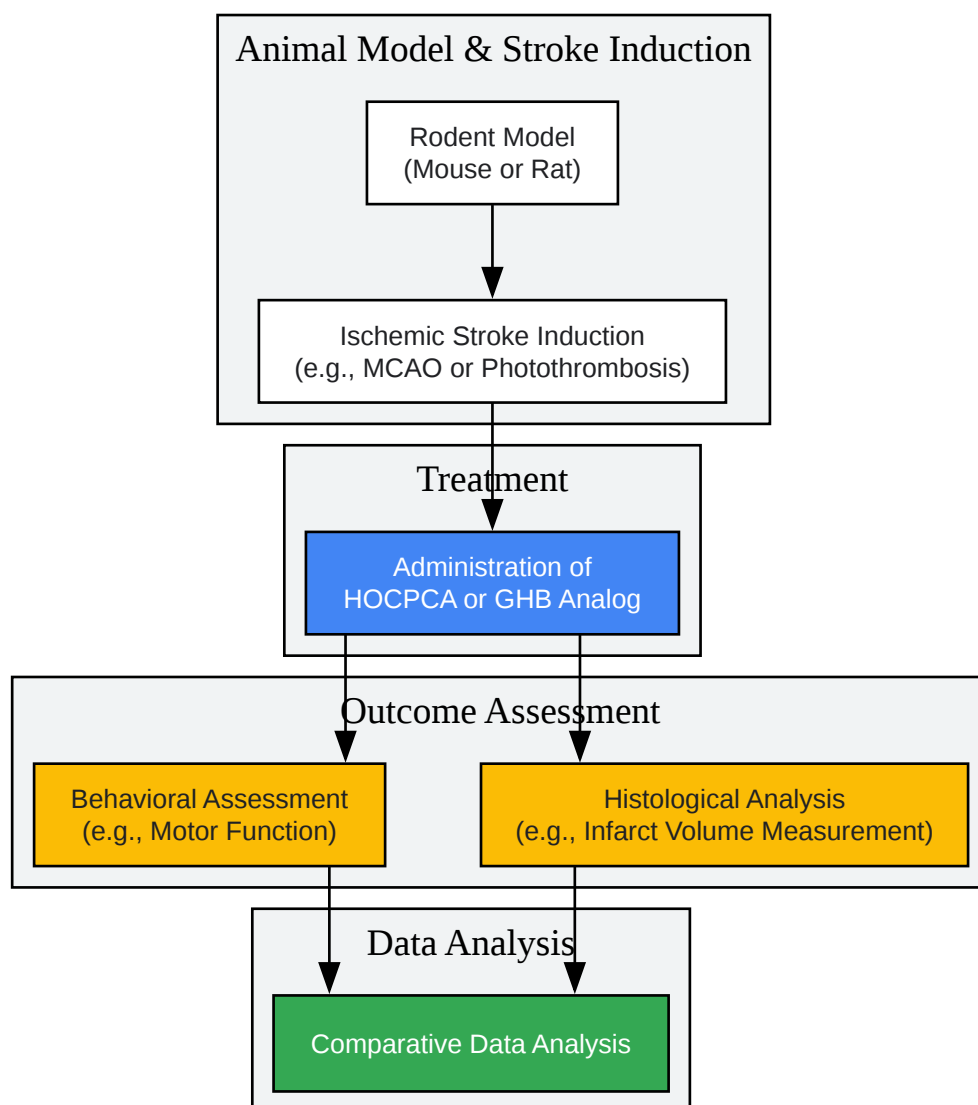 Animal Model & Stroke Induction
Rodent Model
(Mouse or Rat)
Ischemic Stroke Induction
(e.g., MCAO or Photothrombosis)
Treatment
Administration of
HOCPCA or GHB Analog
Outcome Assessment
Behavioral Assessment
(e.g., Motor Function)
Histological Analysis
(e.g., Infarct Volume Measurement)
Data Analysis
Comparative Data Analysis